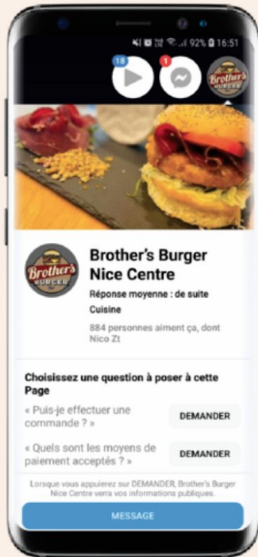 92% 16:51
18
1
Brother's
BURGER
Brother's
BURGER
Brother's Burger
Nice Centre
Réponse moyenne : de suite
Cuisine
884 personnes aiment ça, dont
Nico Zt
Choisissez une question à poser à cette
Page
« Puis-je effectuer une
commande ? »
DEMANDER
« Quels sont les moyens de
paiement acceptés ? »
DEMANDER
Lorsque vous appuierez sur DEMANDER, Brother's Burger
Nice Centre verra vos informations publiques.
MESSAGE